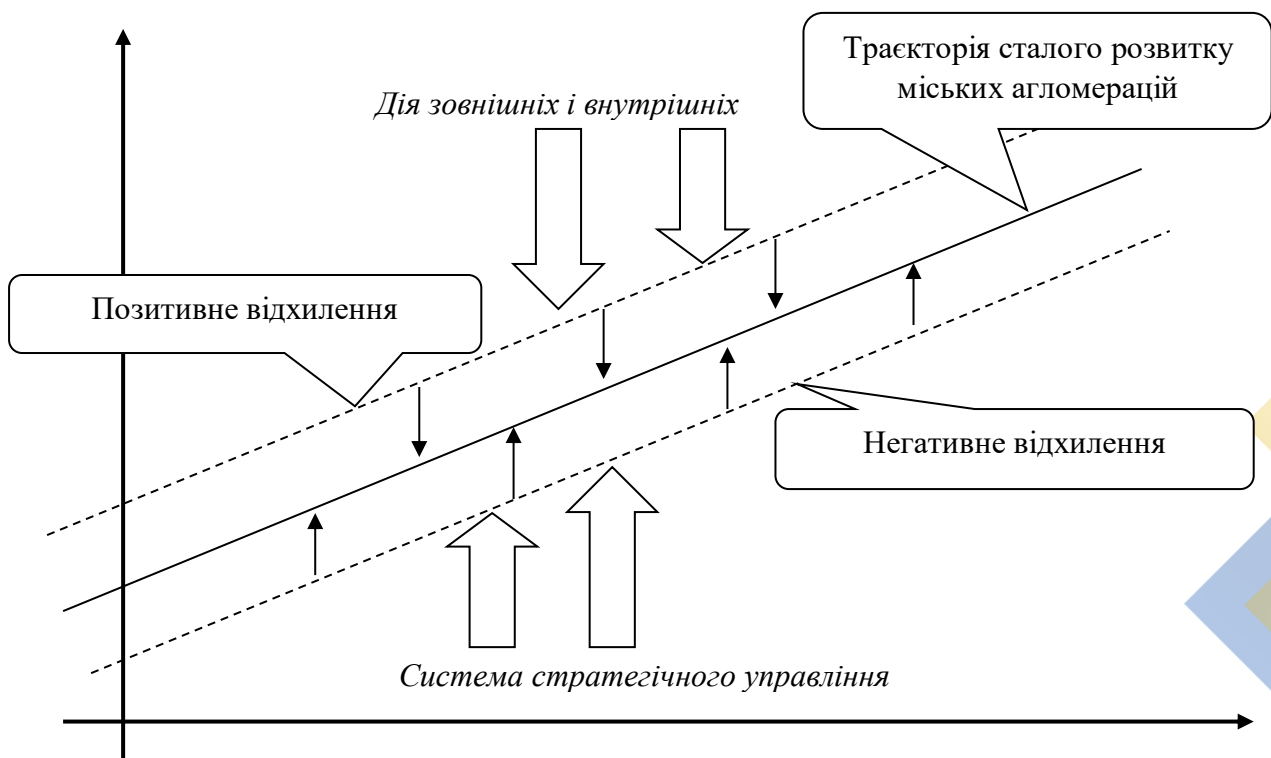 Траєкторія сталого розвитку
міських агломерацій
Дія зовнішніх і внутрішніх
Позитивне відхилення
Негативне відхилення
Система стратегічного управління